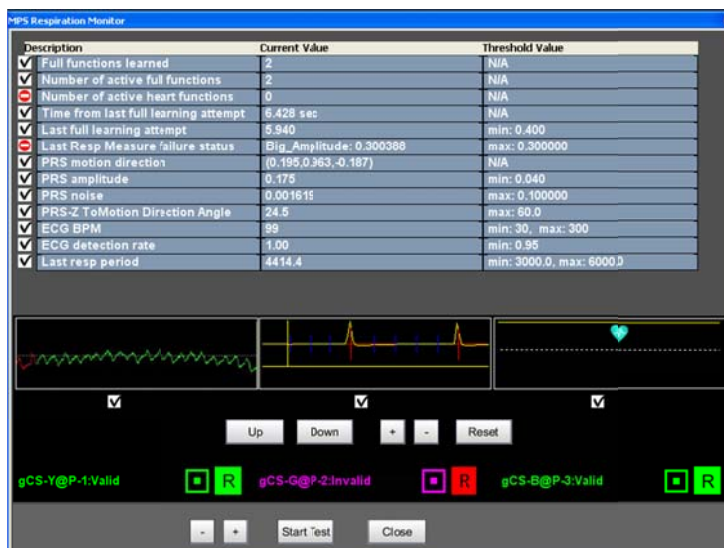 MPS Respiration Monitor
Description Current Value Threshold Value
Full functions learned 2 N/A
Number of active full functions 2 N/A
Number of active heart functions 0 N/A
Time from last full learning attempt 6.428 sec N/A
Last full learning attempt 5.940 min: 0.400
Last Resp Measure failure status Big_Amplitude: 0.300388 max: 0.300000
PRS motion direction (0.195,0.963,-0.187) N/A
PRS amplitude 0.175 min: 0.040
PRS noise 0.001619 max: 0.100000
PRS-Z ToMotion Direction Angle 24.5 max: 60.0
ECG BPM 99 min: 30, max: 300
ECG detection rate 1.00 min: 0.95
Last resp period 4414.4 min: 3000.0, max: 6000.0
Up Down + - Reset
gCS-Y@P-1:Valid R gCS-G@P-2:Invalid R gCS-B@P-3:Valid R
- + Start Test Close